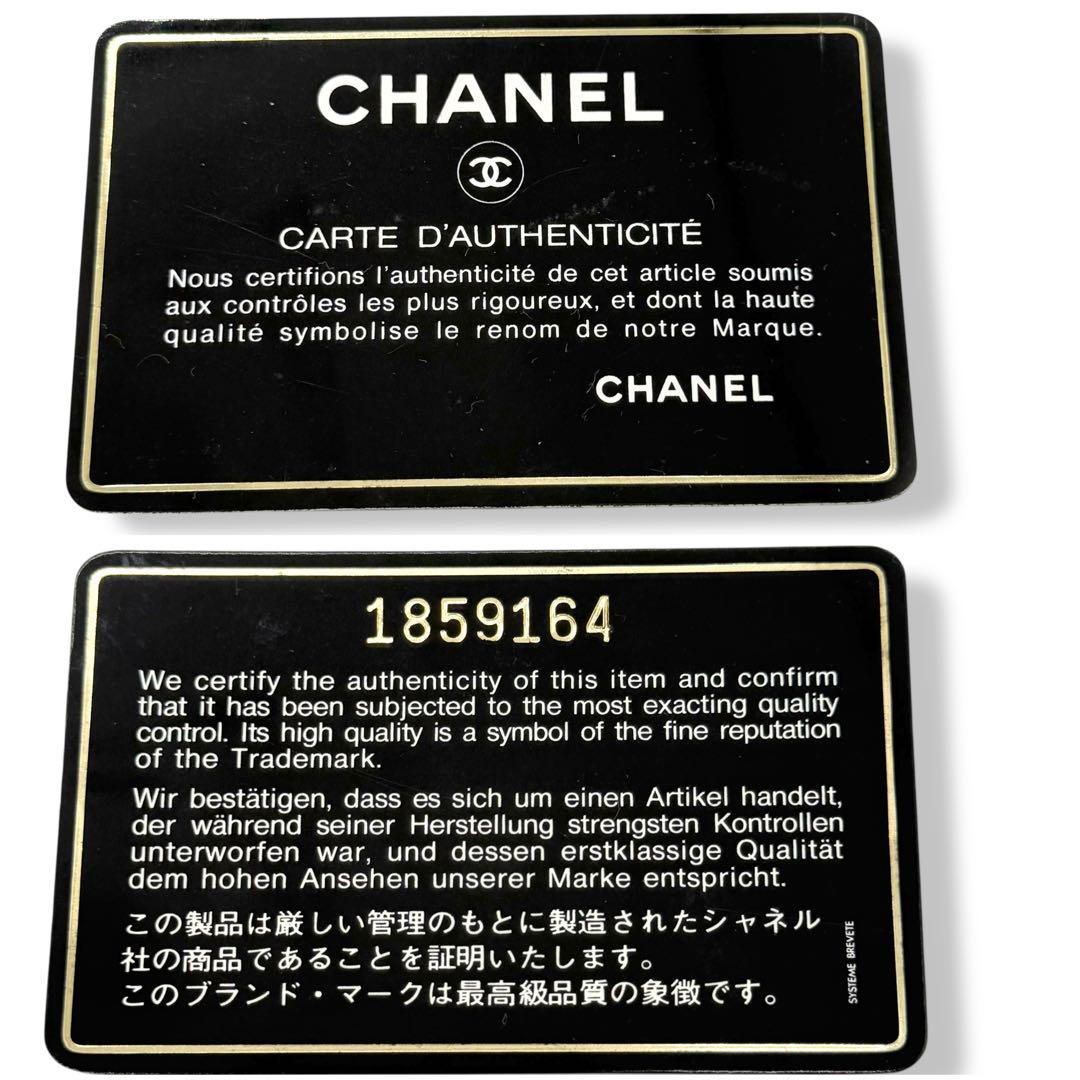 CHANEL
CARTE D'AUTHENTICITÉ
Nous certifions l'authenticité de cet article soumis
aux contrôles les plus rigoureux, et dont la haute
qualité symbolise le renom de notre Marque.
CHANEL
1859164
We certify the authenticity of this item and confirm
that it has been subjected to the most exacting quality
control. Its high quality is a symbol of the fine reputation
of the Trademark.
Wir bestätigen, dass es sich um einen Artikel handelt,
der während seiner Herstellung strengsten Kontrollen
unterworfen war, und dessen erstklassige Qualität
dem hohen Ansehen unserer Marke entspricht.
この製品は厳しい管理のもとに製造されたシャネル
社の商品であることを証明いたします。
このブランド・マークは最高級品質の象徴です。
SYSTEME BREVETE